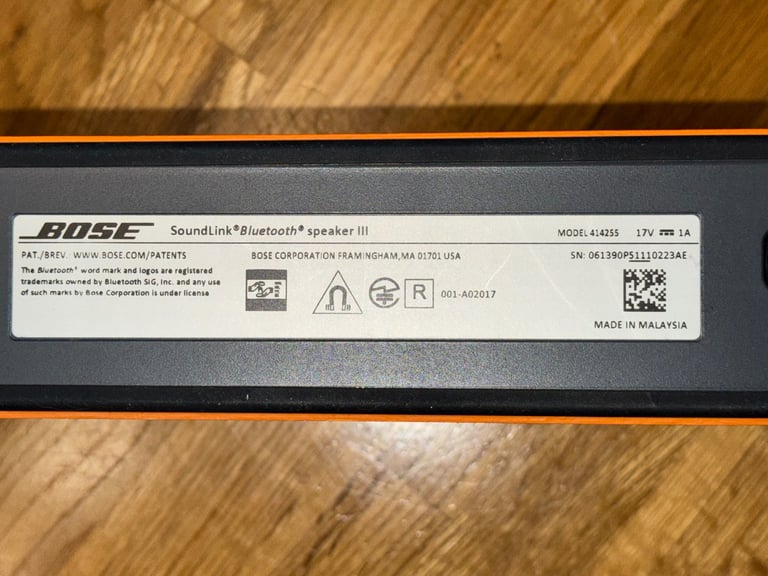 BOSE SoundLink® Bluetooth® speaker III MODEL 414255 17V ⎓ 1A
PAT./BREV. WWW.BOSE.COM/PATENTS BOSE CORPORATION FRAMINGHAM, MA 01701 USA SN: 061390P51110223AE
The Bluetooth® word mark and logos are registered
trademarks owned by Bluetooth SIG, Inc. and any use
of such marks by Bose Corporation is under license
R 001-A02017
MADE IN MALAYSIA